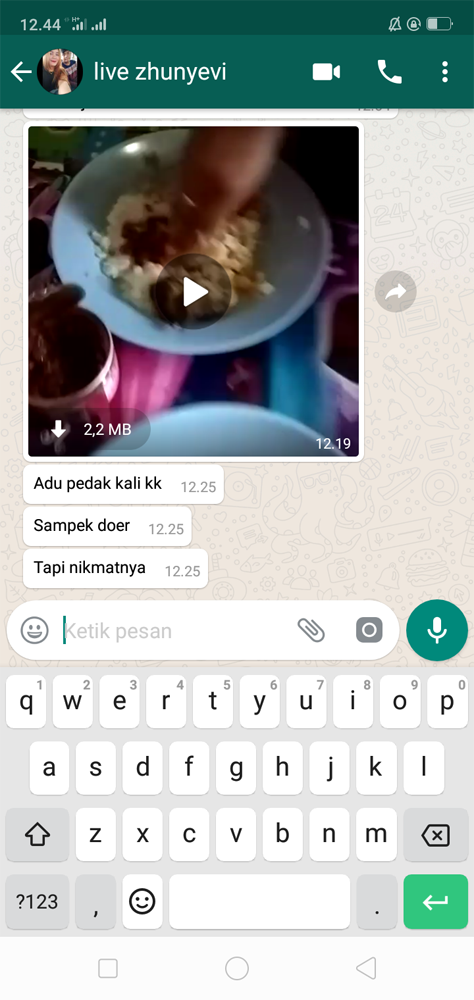 12.44 H+
live zhunyevi
2,2 MB
12.19
Adu pedak kali kk 12.25
Sampek doer 12.25
Tapi nikmatnya 12.25
Ketik pesan
1 2 3 4 5 6 7 8 9 0
q w e r t y u i o p
a s d f g h j k l
z x c v b n m
?123 , .